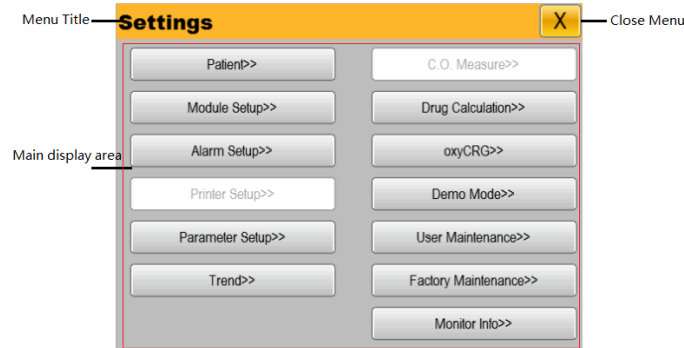 Menu Title
Settings
X
Close Menu
Patient>>
C.O. Measure>>
Module Setup>>
Drug Calculation>>
Main display area
Alarm Setup>>
oxyCRG>>
Printer Setup>>
Demo Mode>>
Parameter Setup>>
User Maintenance>>
Trend>>
Factory Maintenance>>
Monitor Info>>